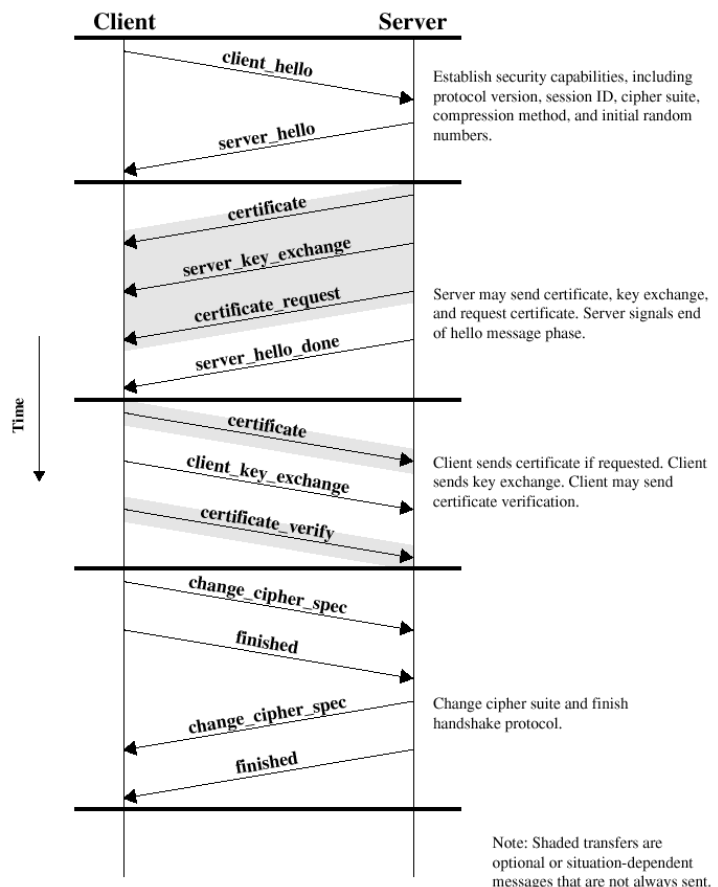 Client
Server
client_hello
server_hello
Establish security capabilities, including
protocol version, session ID, cipher suite,
compression method, and initial random
numbers.
certificate
server_key_exchange
certificate_request
server_hello_done
Server may send certificate, key exchange,
and request certificate. Server signals end
of hello message phase.
Time
certificate
client_key_exchange
certificate_verify
Client sends certificate if requested. Client
sends key exchange. Client may send
certificate verification.
change_cipher_spec
finished
change_cipher_spec
finished
Change cipher suite and finish
handshake protocol.
Note: Shaded transfers are
optional or situation-dependent
messages that are not always sent.